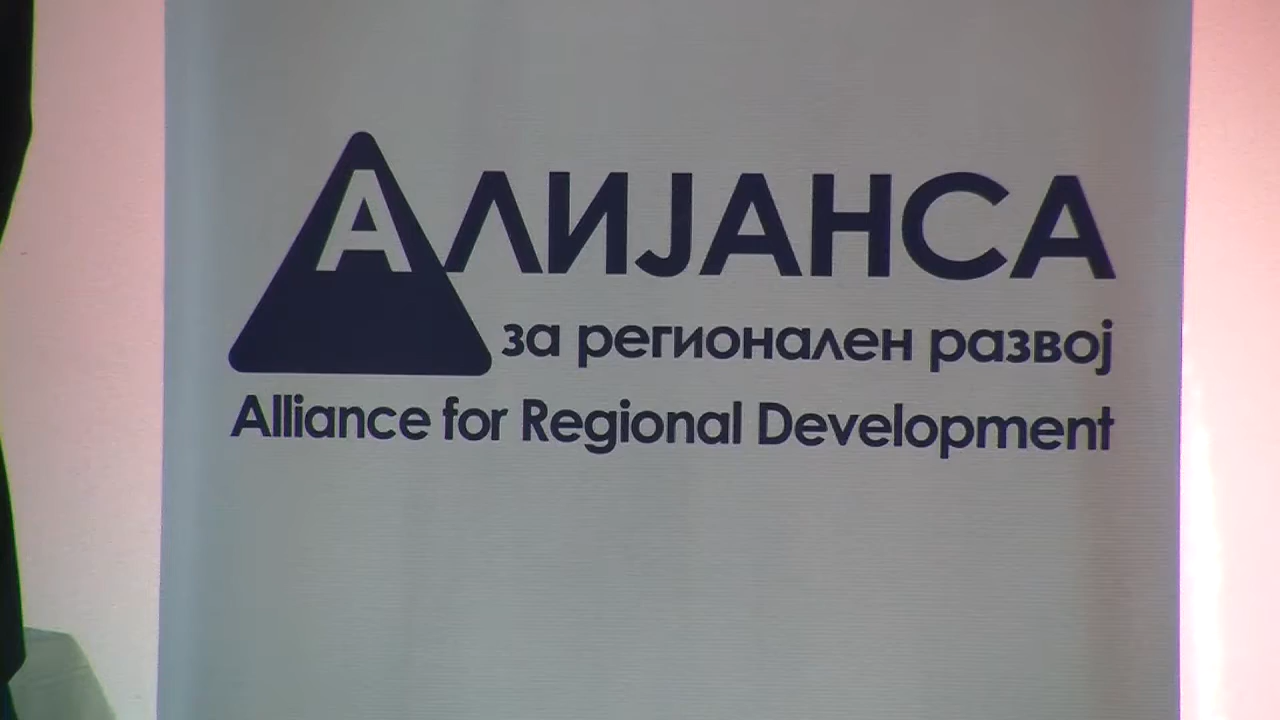 АЛИЈАНСА
за регионален развој
Alliance for Regional Development